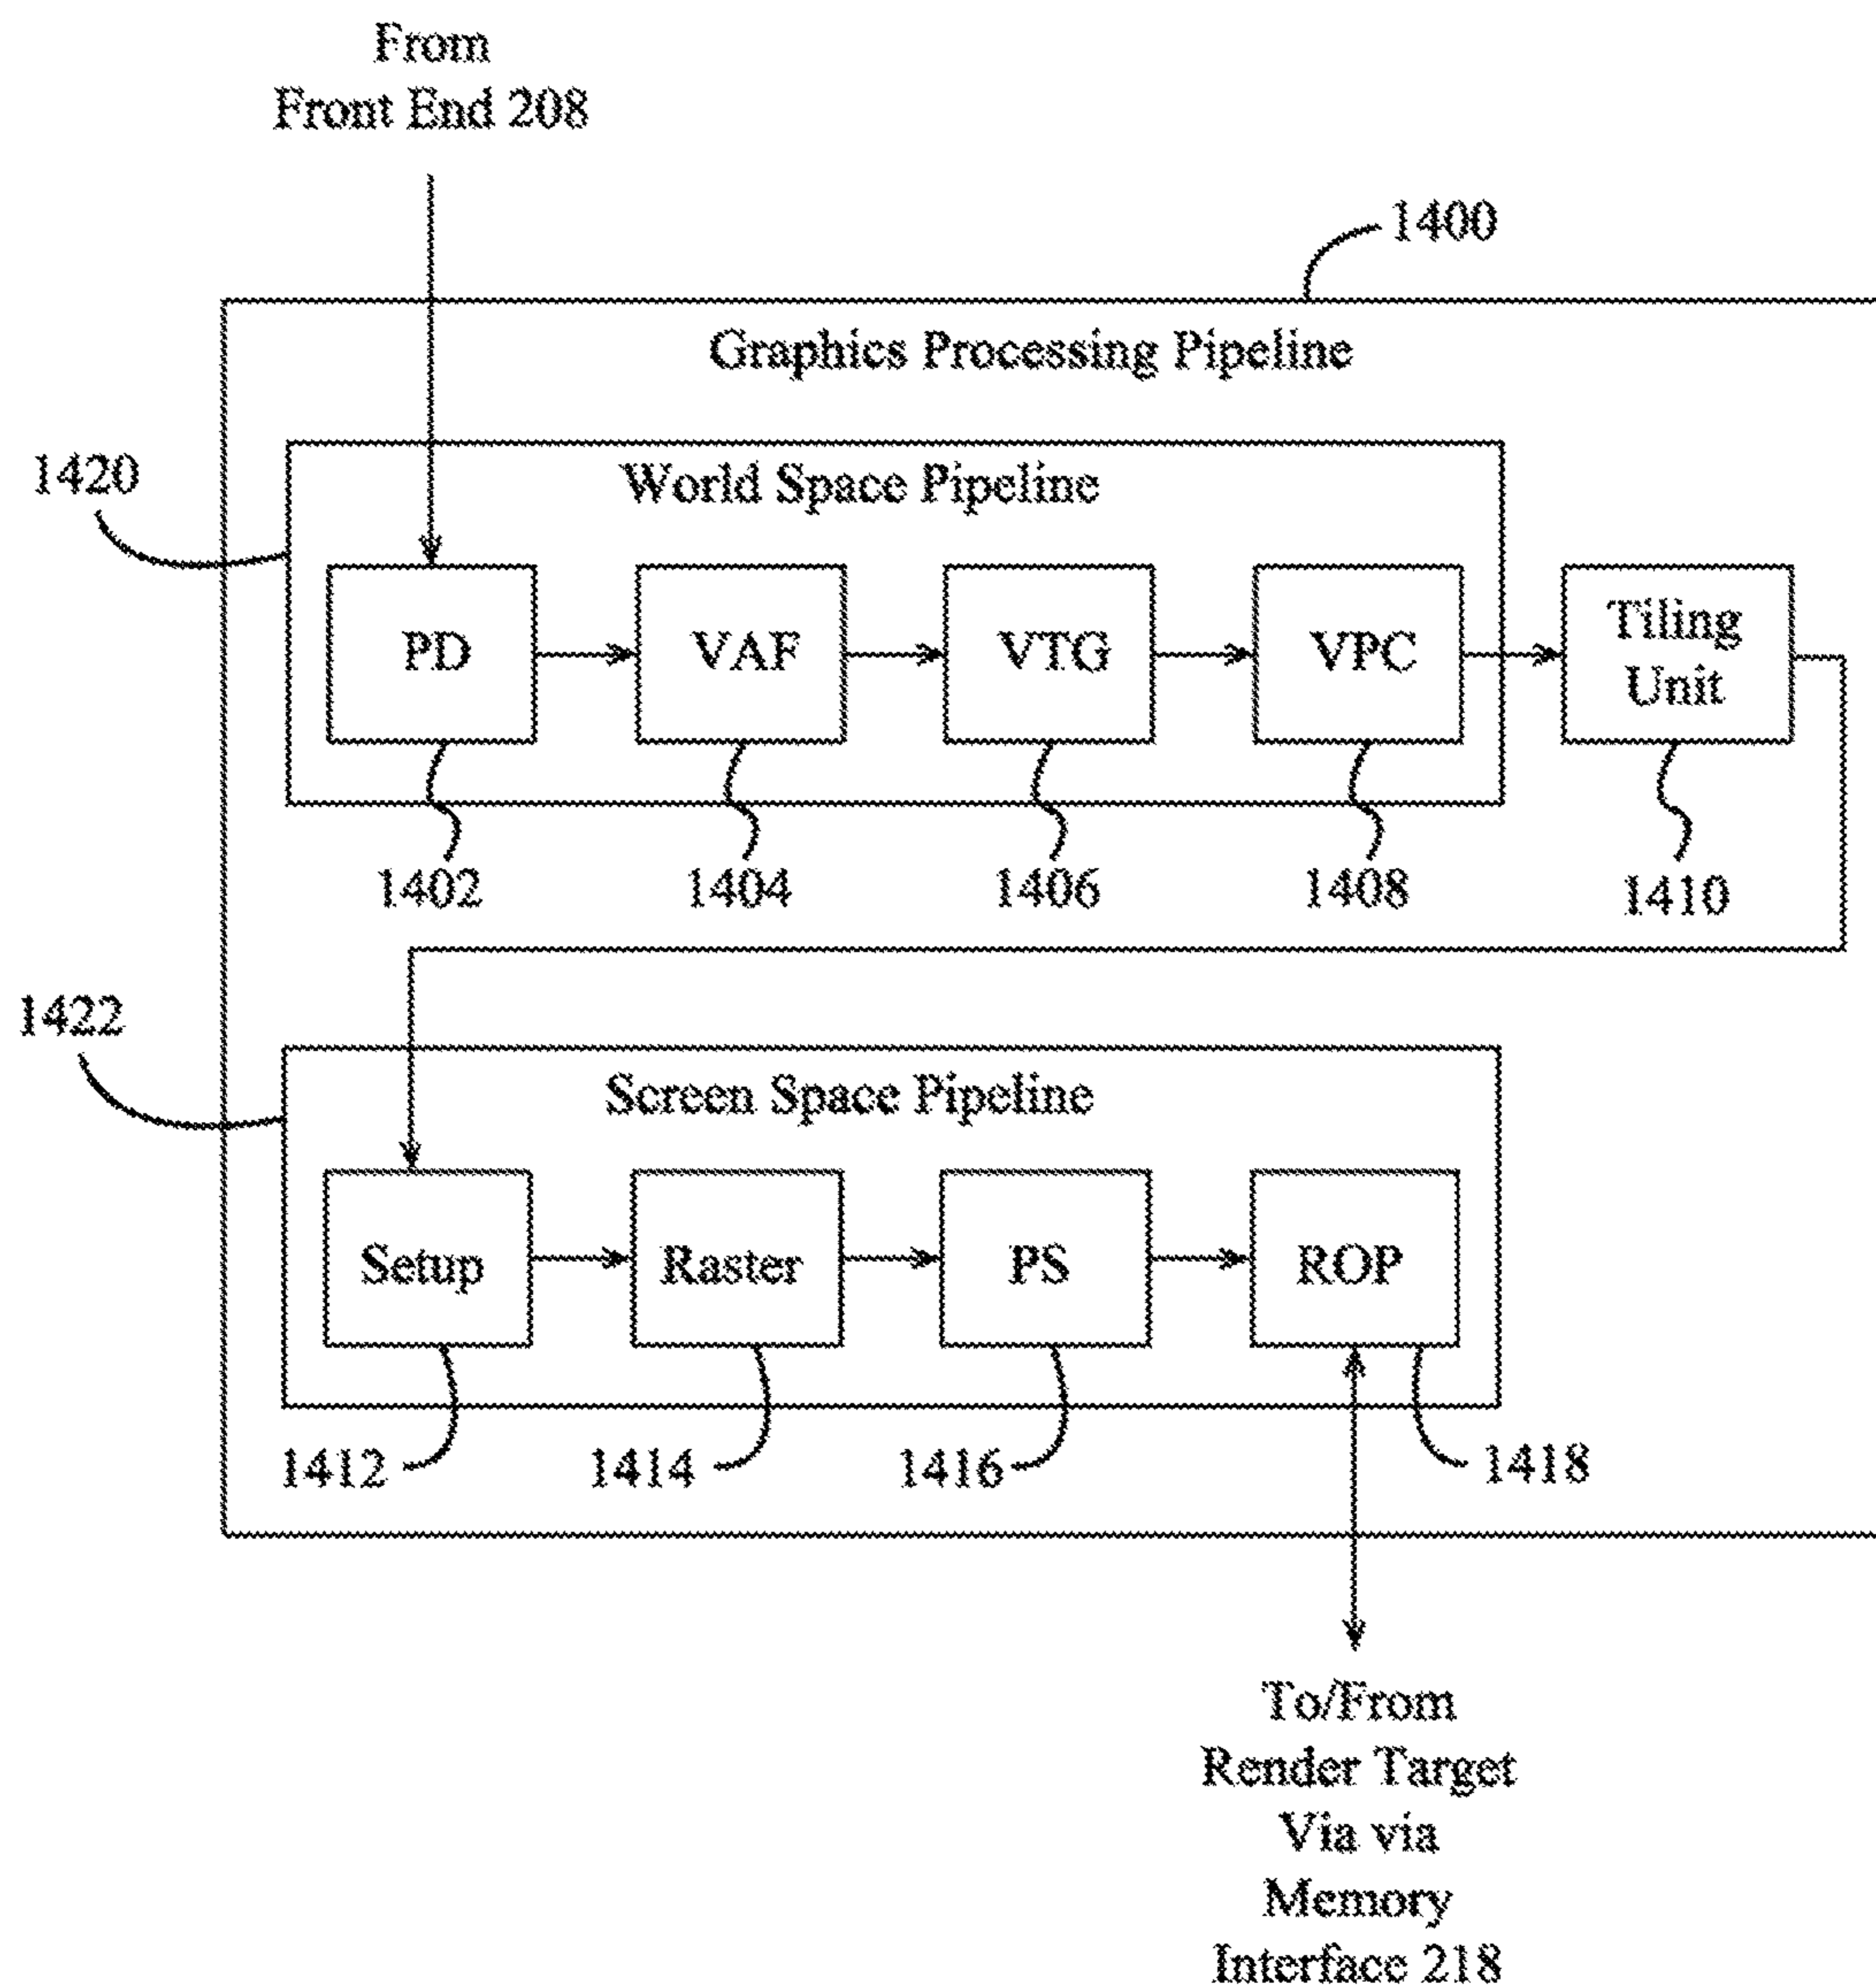 From
Front End 208
1400
Graphics Processing Pipeline
1420
World Space Pipeline
PD
VAF
VTG
VPC
Tiling
Unit
1402
1404
1406
1408
1410
1422
Screen Space Pipeline
Setup
Raster
PS
ROP
1412
1414
1416
1418
To/From
Render Target
Via via
Memory
Interface 218